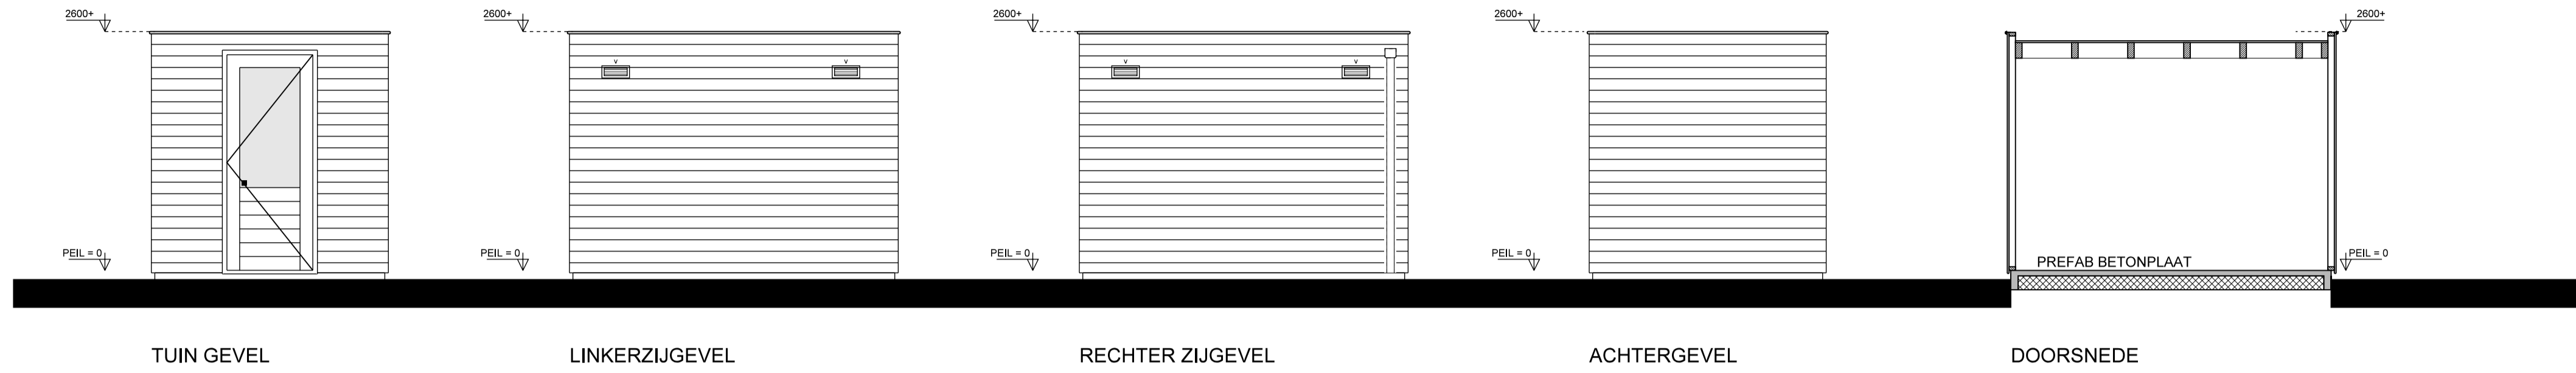 2600+
2600+
2600+
2600+
2600+
v
v
v
v
PEIL = 0
PEIL = 0
PEIL = 0
PEIL = 0
PEIL = 0
PREFAB BETONPLAAT
TUIN GEVEL
LINKERZIJGEVEL
RECHTER ZIJGEVEL
ACHTERGEVEL
DOORSNEDE